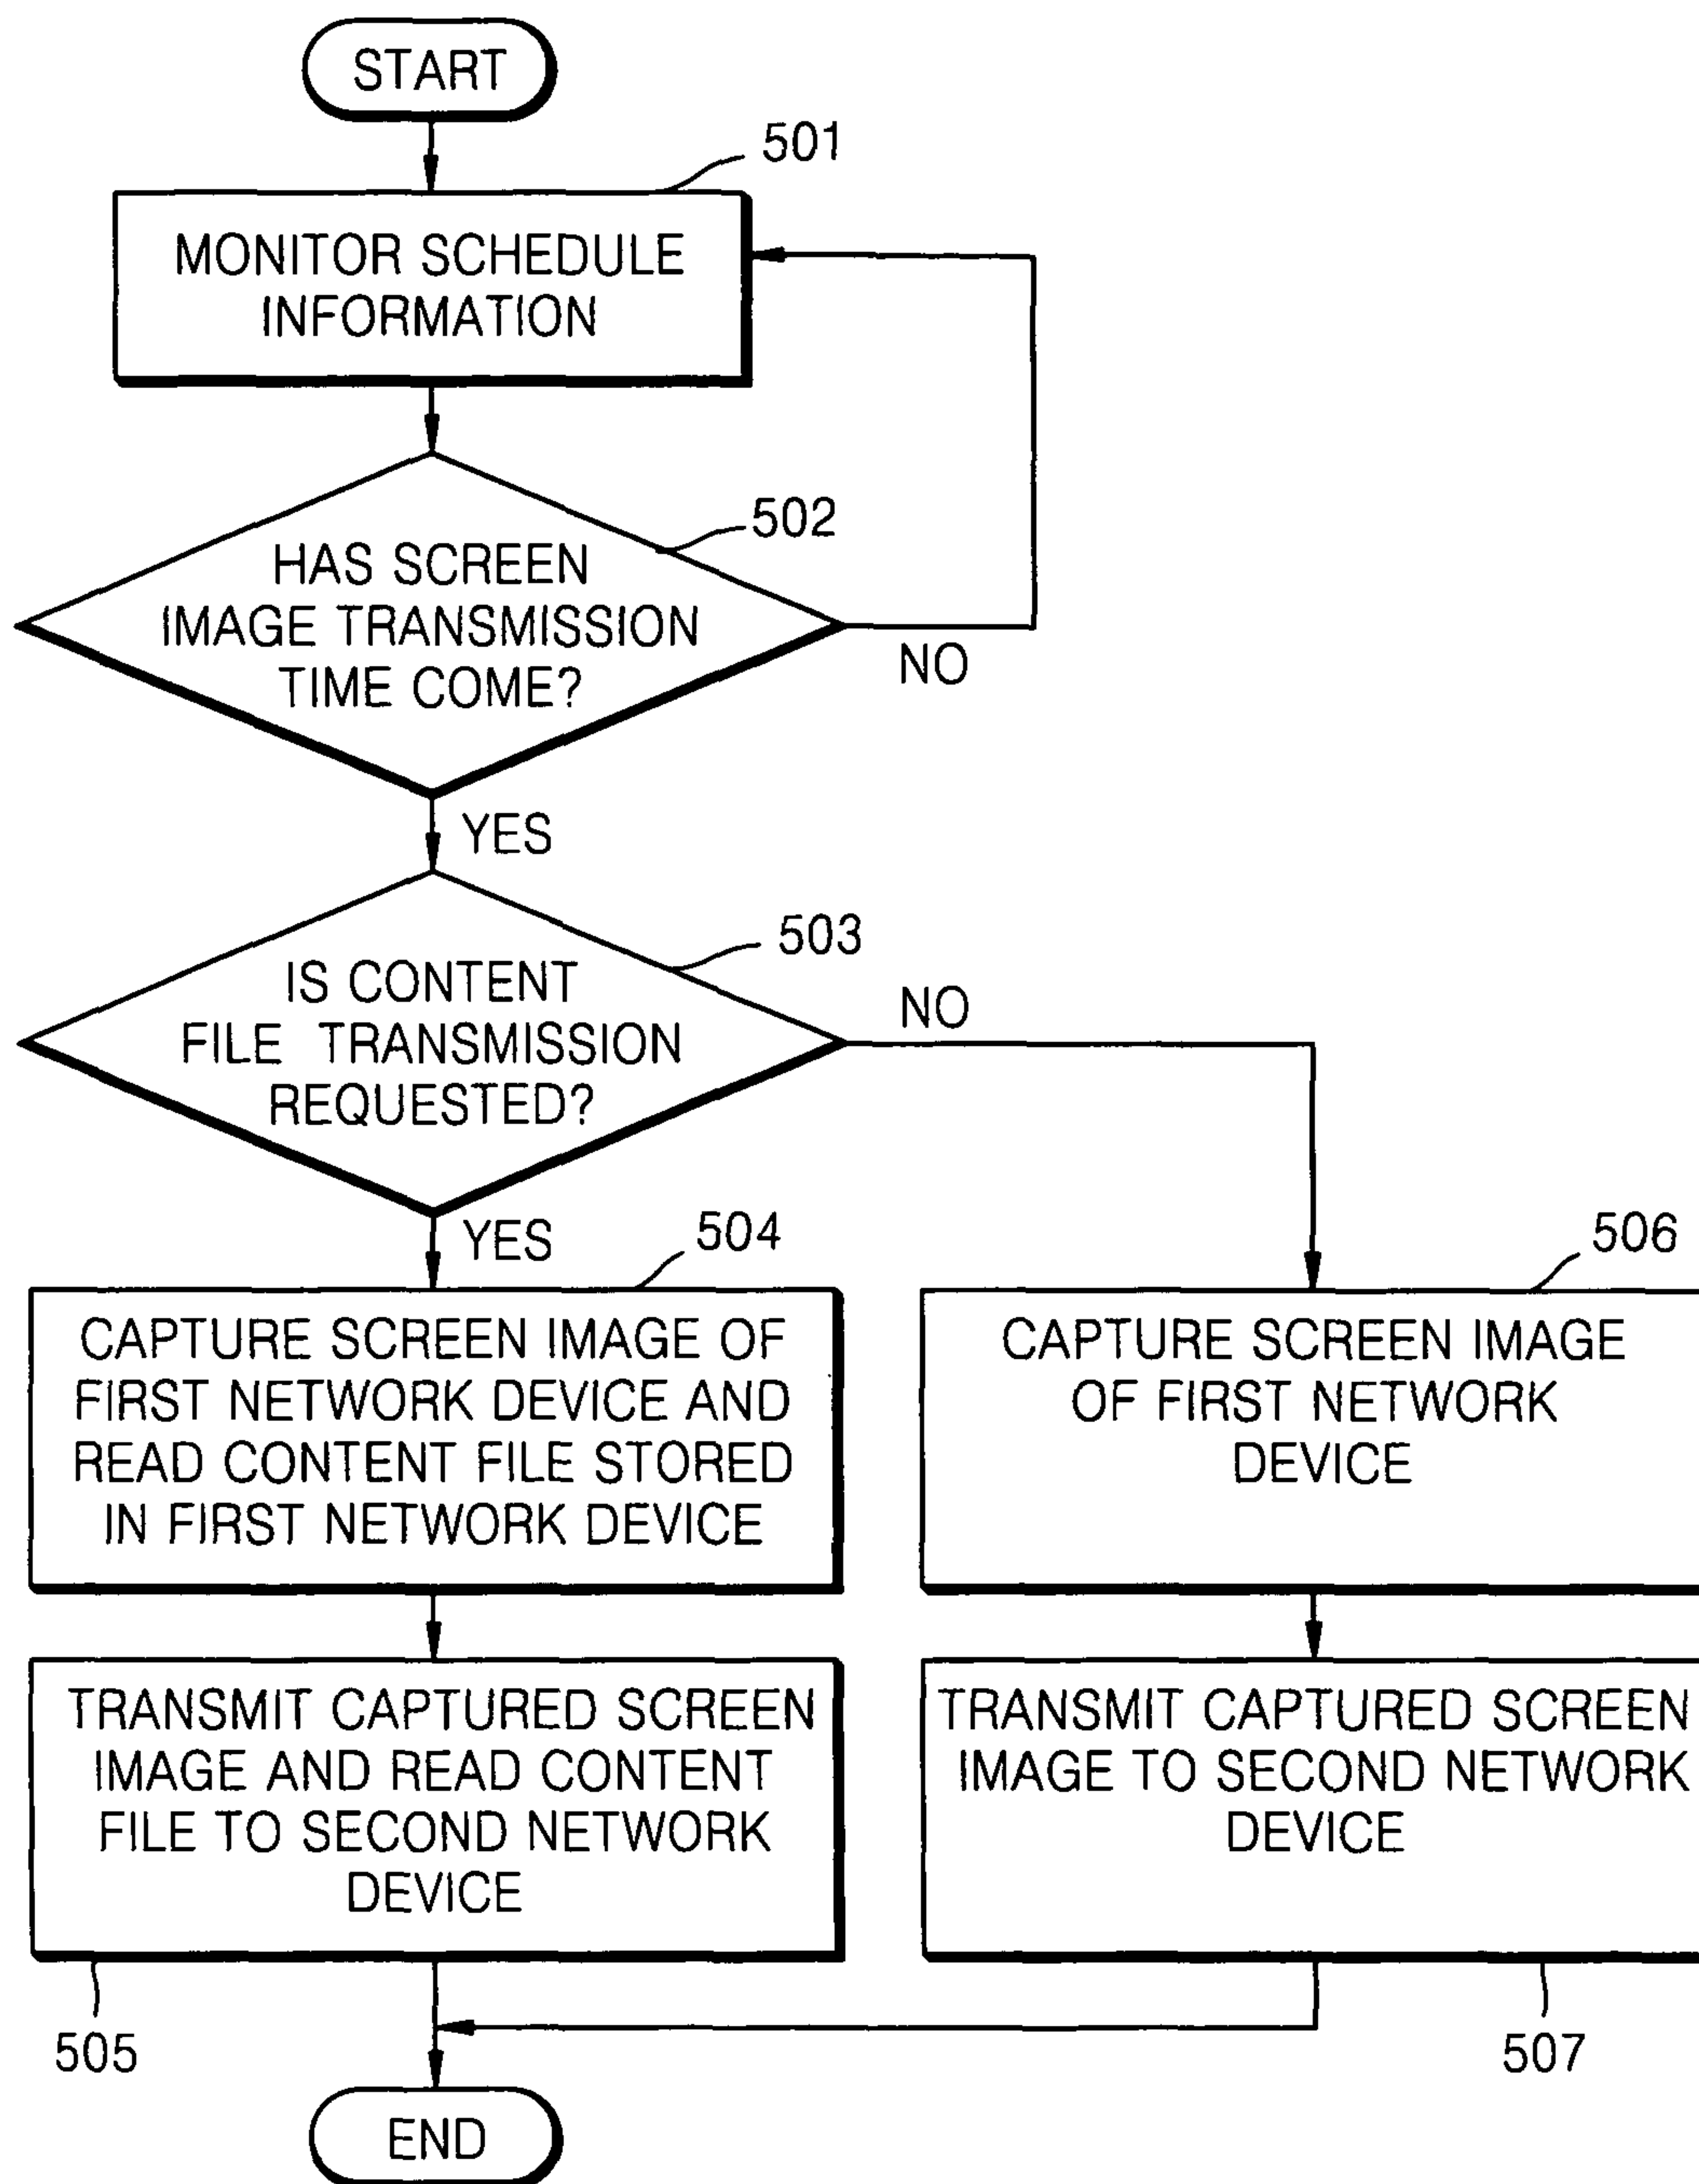 START
501
MONITOR SCHEDULE
INFORMATION
502
HAS SCREEN
IMAGE TRANSMISSION
TIME COME?
NO
YES
503
IS CONTENT
FILE TRANSMISSION
REQUESTED?
NO
YES
504
CAPTURE SCREEN IMAGE OF
FIRST NETWORK DEVICE AND
READ CONTENT FILE STORED
IN FIRST NETWORK DEVICE
506
CAPTURE SCREEN IMAGE
OF FIRST NETWORK
DEVICE
TRANSMIT CAPTURED SCREEN
IMAGE AND READ CONTENT
FILE TO SECOND NETWORK
DEVICE
505
TRANSMIT CAPTURED SCREEN
IMAGE TO SECOND NETWORK
DEVICE
507
END